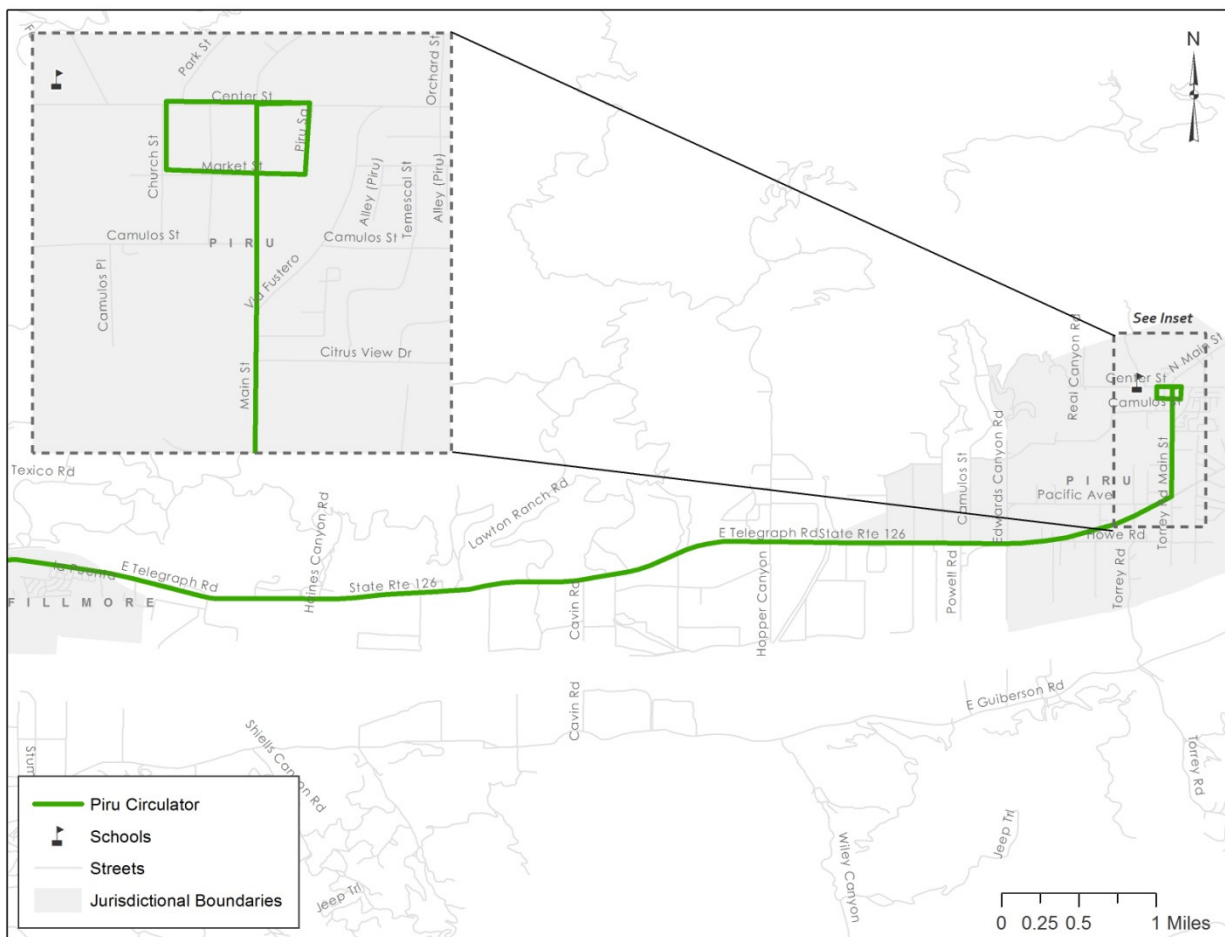 Park St
Orchard St
Center St
Piru Sq
Church St
Market St
Alley (Piru)
Temescal St
Alley (Piru)
Camulos St
PIRU
Camulos St
Camulos Pl
Via Fustero
Citrus View Dr
Main St
N
See Inset
Real Canyon Rd
N Main St
Center St
Camulos St
Texico Rd
Haines Canyon Rd
Lawton Ranch Rd
Camulos St
Edwards Canyon Rd
PIRU
Pacific Ave
Torrey Rd Main St
E Telegraph Rd State Rte 126
Howe Rd
la Puenta
E Telegraph Rd
State Rte 126
FILLMORE
Cavin Rd
Hopper Canyon
Powell Rd
Torrey Rd
Cavin Rd
E Guiberson Rd
Shiells Canyon Rd
Torrey Rd
Wiley Canyon
Jeep Trl
Jeep Trl
Piru Circulator
Schools
Streets
Jurisdictional Boundaries
0 0.25 0.5 1 Miles